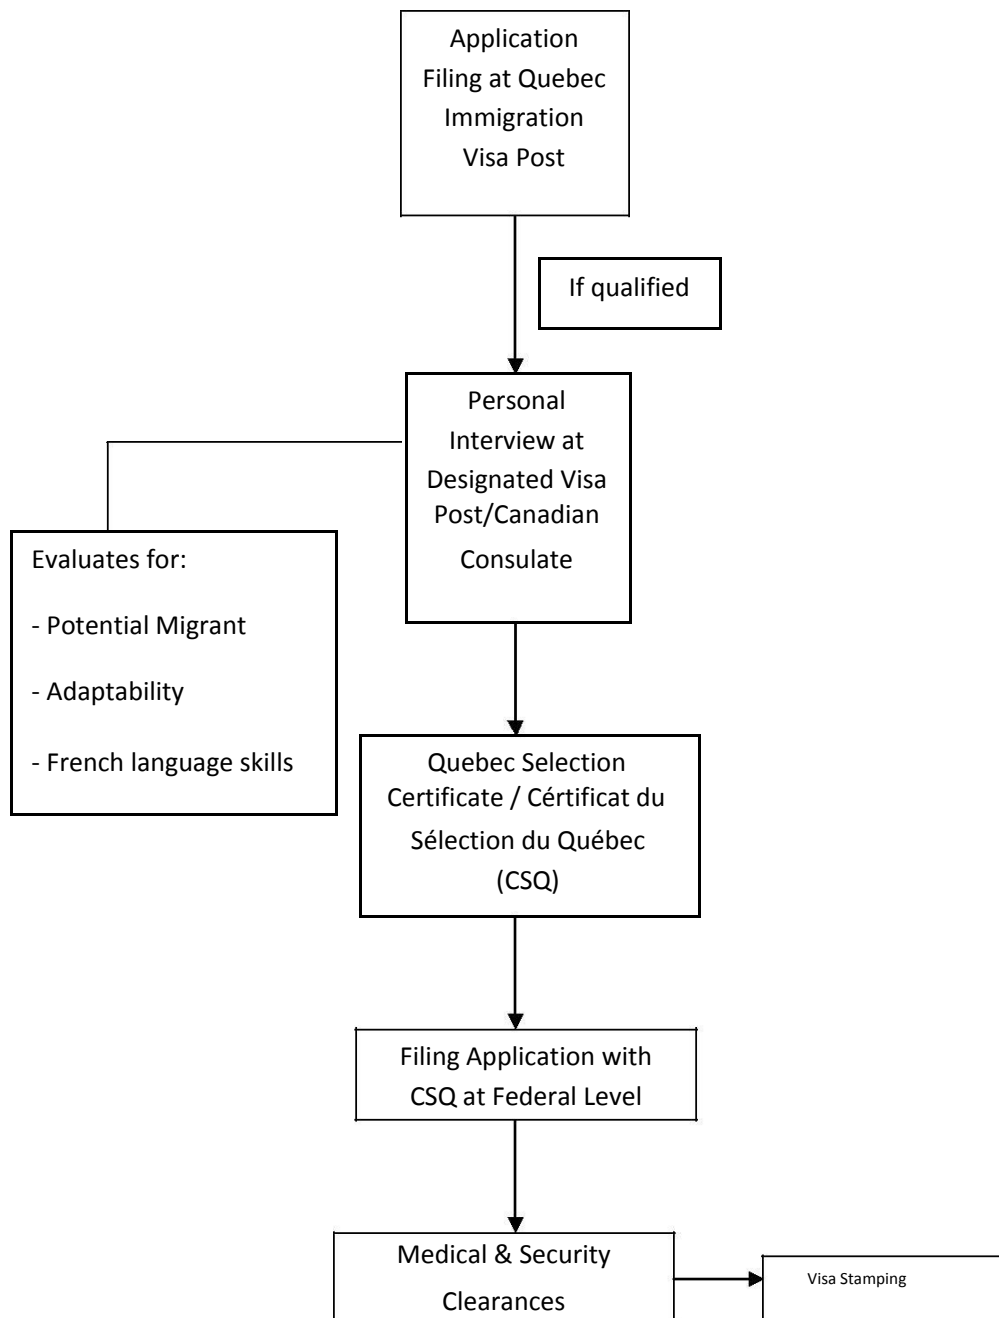 Application
Filing at Quebec
Immigration
Visa Post
If qualified
Personal
Interview at
Designated Visa
Post/Canadian
Consulate
Evaluates for:
- Potential Migrant
- Adaptability
- French language skills
Quebec Selection
Certificate / Cértificat du
Sélection du Québec
(CSQ)
Filing Application with
CSQ at Federal Level
Medical & Security
Clearances
Visa Stamping